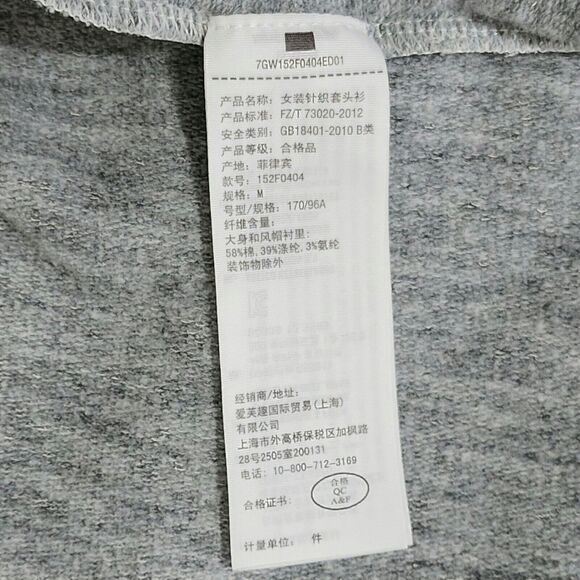 7GW152F0404ED01
产品名称: 女装针织套头衫
产品标准: FZ/T 73020-2012
安全类别: GB18401-2010 B类
产品等级: 合格品
产地: 菲律宾
款号: 152F0404
规格: M
号型/规格: 170/96A
纤维含量:
大身和风帽衬里:
58%棉,39%涤纶,3%氨纶
装饰物除外
经销商/地址:
爱芙趣国际贸易(上海)
有限公司
上海市外高桥保税区加枫路
28号2505室200131
电话: 10-800-712-3169
合格证书:
合格
QC
A&F
计量单位: 件